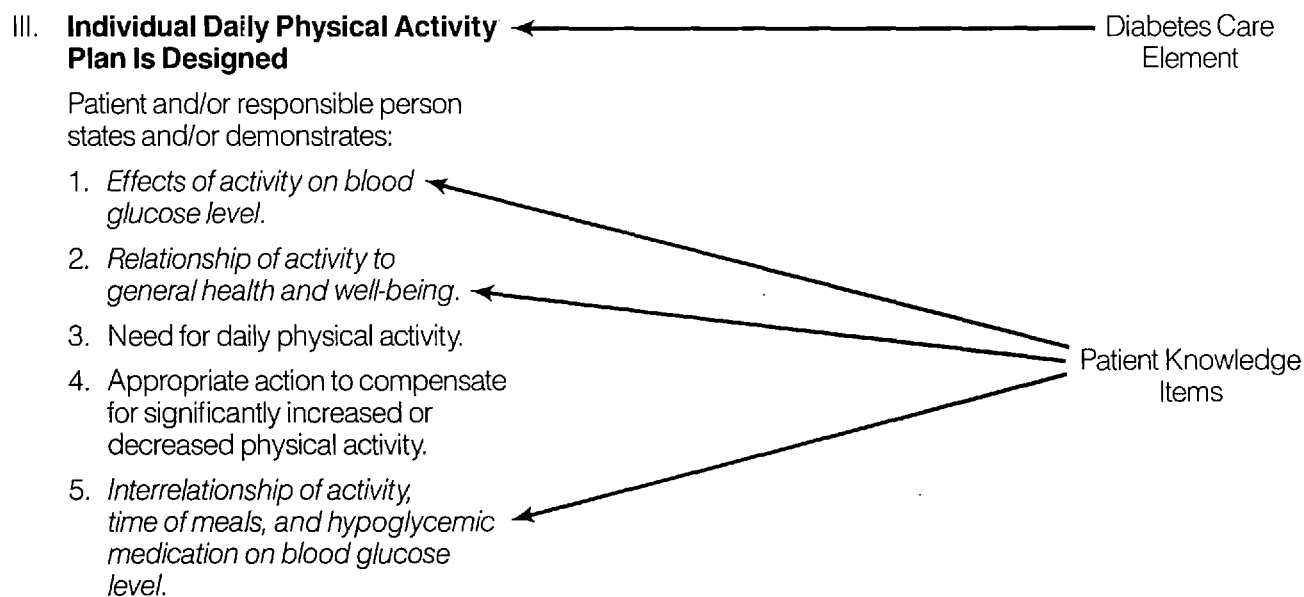 III. Individual Daily Physical Activity
Plan Is Designed
Diabetes Care
Element
Patient and/or responsible person
states and/or demonstrates:
1. Effects of activity on blood
glucose level.
2. Relationship of activity to
general health and well-being.
3. Need for daily physical activity.
4. Appropriate action to compensate
for significantly increased or
decreased physical activity.
5. Interrelationship of activity,
time of meals, and hypoglycemic
medication on blood glucose
level.
Patient Knowledge
Items